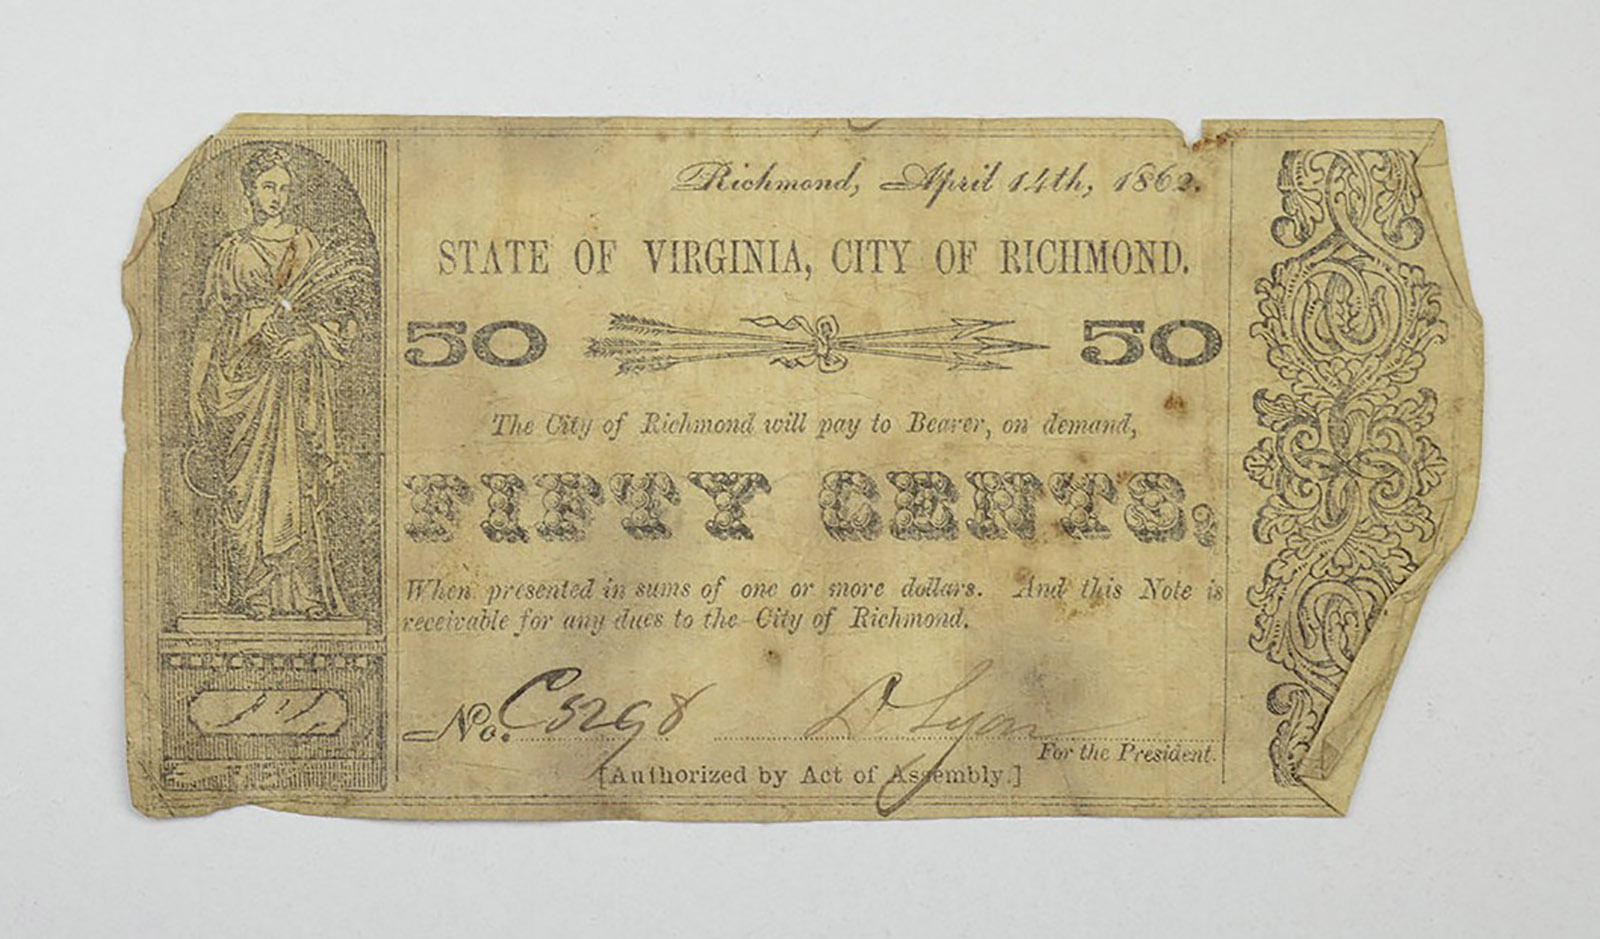 Richmond, April 14th, 1862.
STATE OF VIRGINIA, CITY OF RICHMOND.
50 50
The City of Richmond will pay to Bearer, on demand,
FIFTY CENTS,
When presented in sums of one or more dollars. And this Note is
receivable for any dues to the City of Richmond.
No. C5298 D Lyon
For the President.
[Authorized by Act of Assembly.]